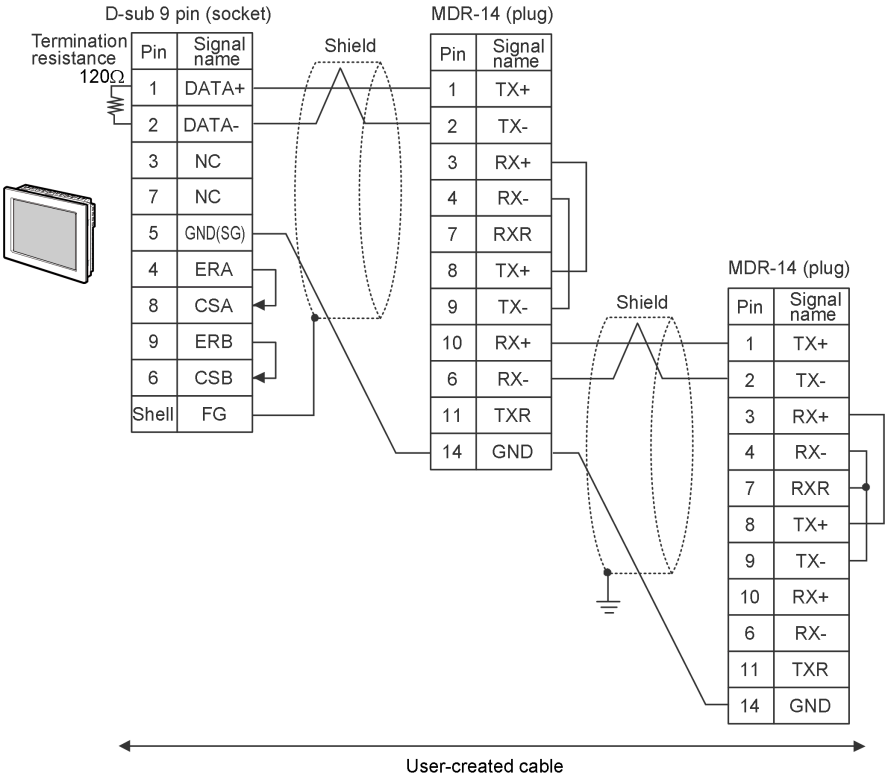 D-sub 9 pin (socket)
MDR-14 (plug)
Termination
resistance
120Ω
Shield
Pin Signal name
1 DATA+
2 DATA-
3 NC
7 NC
5 GND(SG)
4 ERA
8 CSA
9 ERB
6 CSB
Shell FG
Pin Signal name
1 TX+
2 TX-
3 RX+
4 RX-
7 RXR
8 TX+
9 TX-
10 RX+
6 RX-
11 TXR
14 GND
Shield
MDR-14 (plug)
Pin Signal name
1 TX+
2 TX-
3 RX+
4 RX-
7 RXR
8 TX+
9 TX-
10 RX+
6 RX-
11 TXR
14 GND
User-created cable